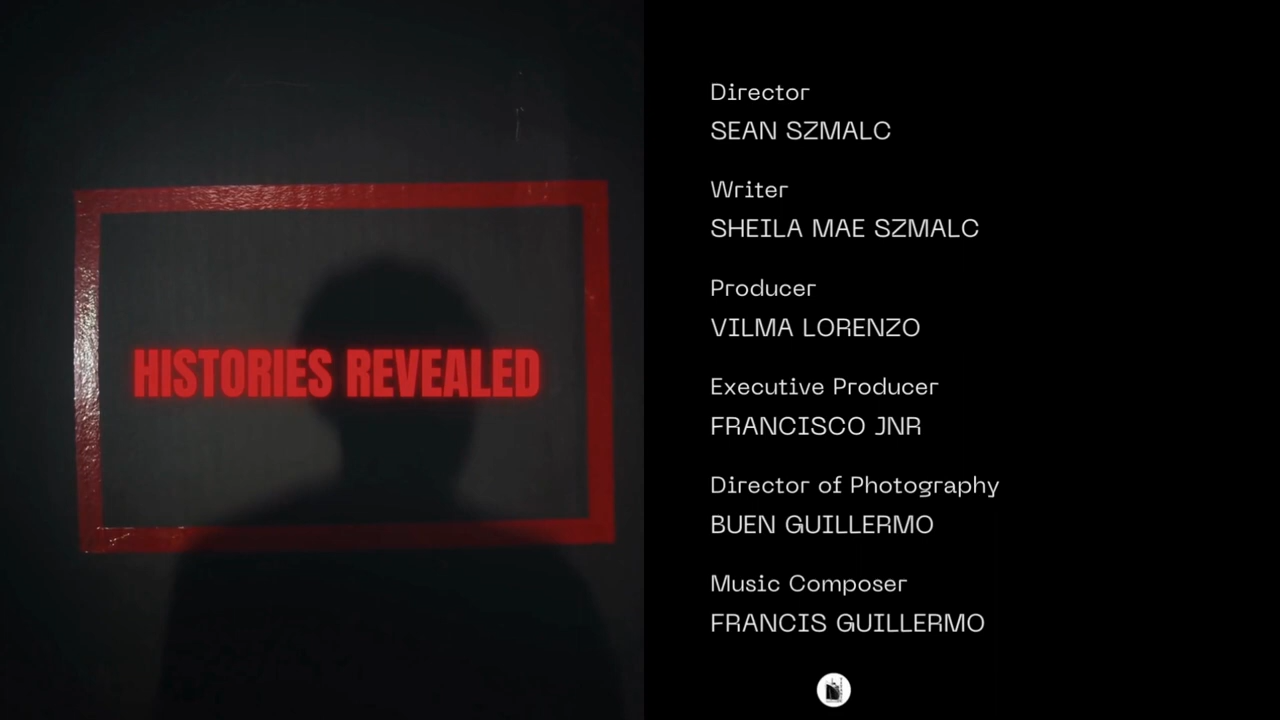 HISTORIES REVEALED
Director
SEAN SZMALC
Writer
SHEILA MAE SZMALC
Producer
VILMA LORENZO
Executive Producer
FRANCISCO JNR
Director of Photography
BUEN GUILLERMO
Music Composer
FRANCIS GUILLERMO